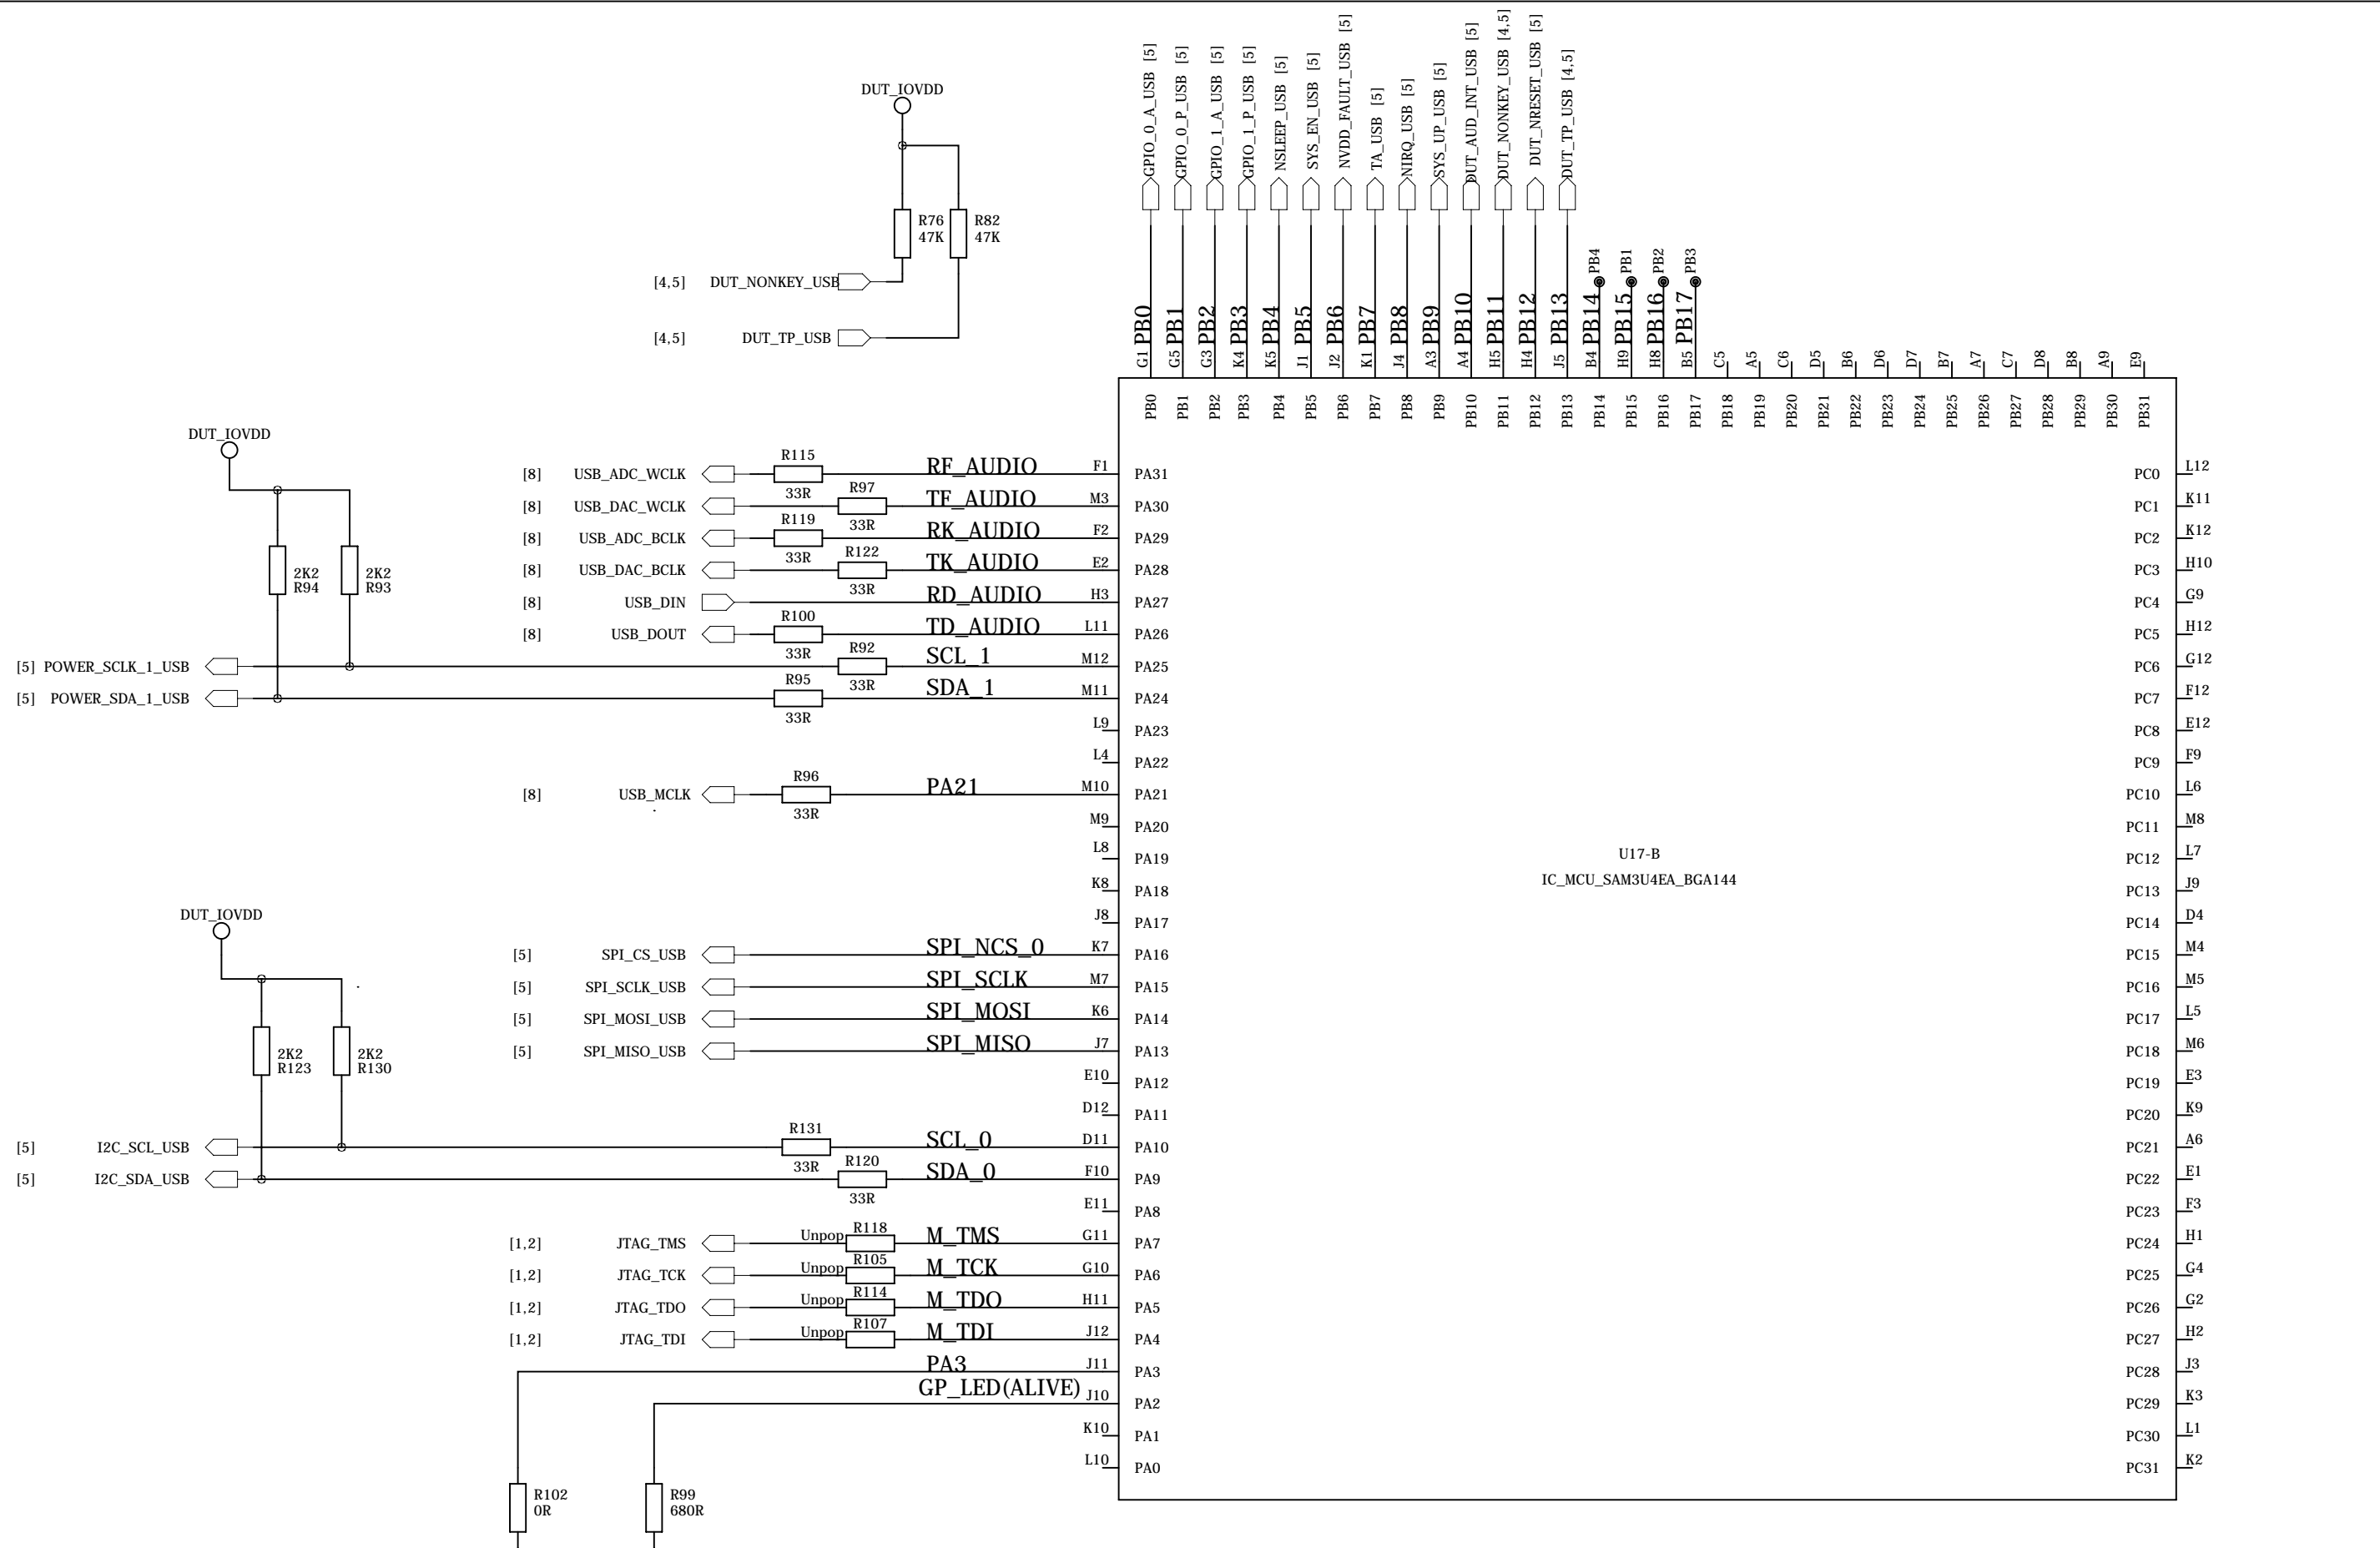 GPIO_0_A_USB [5]
GPIO_0_P_USB [5]
GPIO_1_A_USB [5]
GPIO_1_P_USB [5]
NSLEEP_USB [5]
SYS_EN_USB [5]
NVDD_FAULT_USB [5]
TA_USB [5]
NIRQ_USB [5]
SYS_UP_USB [5]
DUT_AUD_INT_USB [5]
DUT_NONKEY_USB [4,5]
DUT_NRESET_USB [5]
DUT_TP_USB [4,5]
PB4
PB1
PB2
PB3
DUT_IOVDD
R76
47K
R82
47K
[4,5] DUT_NONKEY_USB
[4,5] DUT_TP_USB
G1 PB0
G5 PB1
G3 PB2
K4 PB3
K5 PB4
J1 PB5
J2 PB6
K1 PB7
J4 PB8
A3 PB9
A4 PB10
H5 PB11
H4 PB12
J5 PB13
B4 PB14
H9 PB15
H8 PB16
B5 PB17
C5
A5
C6
D5
B6
D6
D7
B7
A7
C7
D8
B8
A9
E9
PB0
PB1
PB2
PB3
PB4
PB5
PB6
PB7
PB8
PB9
PB10
PB11
PB12
PB13
PB14
PB15
PB16
PB17
PB18
PB19
PB20
PB21
PB22
PB23
PB24
PB25
PB26
PB27
PB28
PB29
PB30
PB31
DUT_IOVDD
2K2
R94
2K2
R93
[8] USB_ADC_WCLK R115 33R RF_AUDIO F1 PA31
[8] USB_DAC_WCLK R97 33R TF_AUDIO M3 PA30
[8] USB_ADC_BCLK R119 33R RK_AUDIO F2 PA29
[8] USB_DAC_BCLK R122 33R TK_AUDIO E2 PA28
[8] USB_DIN RD_AUDIO H3 PA27
[8] USB_DOUT R100 33R TD_AUDIO L11 PA26
[5] POWER_SCLK_1_USB R92 33R SCL_1 M12 PA25
[5] POWER_SDA_1_USB R95 33R SDA_1 M11 PA24
L9 PA23
L4 PA22
[8] USB_MCLK R96 33R PA21 M10 PA21
M9 PA20
L8 PA19
K8 PA18
J8 PA17
DUT_IOVDD
2K2
R123
2K2
R130
[5] SPI_CS_USB SPI_NCS_0 K7 PA16
[5] SPI_SCLK_USB SPI_SCLK M7 PA15
[5] SPI_MOSI_USB SPI_MOSI K6 PA14
[5] SPI_MISO_USB SPI_MISO J7 PA13
E10 PA12
D12 PA11
[5] I2C_SCL_USB R131 33R SCL_0 D11 PA10
[5] I2C_SDA_USB R120 33R SDA_0 F10 PA9
E11 PA8
[1,2] JTAG_TMS Unpop R118 M_TMS G11 PA7
[1,2] JTAG_TCK Unpop R105 M_TCK G10 PA6
[1,2] JTAG_TDO Unpop R114 M_TDO H11 PA5
[1,2] JTAG_TDI Unpop R107 M_TDI J12 PA4
PA3 J11 PA3
GP_LED(ALIVE) J10 PA2
K10 PA1
L10 PA0
R102
0R
R99
680R
U17-B
IC_MCU_SAM3U4EA_BGA144
PC0 L12
PC1 K11
PC2 K12
PC3 H10
PC4 G9
PC5 H12
PC6 G12
PC7 F12
PC8 E12
PC9 F9
PC10 L6
PC11 M8
PC12 L7
PC13 J9
PC14 D4
PC15 M4
PC16 M5
PC17 L5
PC18 M6
PC19 E3
PC20 K9
PC21 A6
PC22 E1
PC23 F3
PC24 H1
PC25 G4
PC26 G2
PC27 H2
PC28 J3
PC29 K3
PC30 L1
PC31 K2